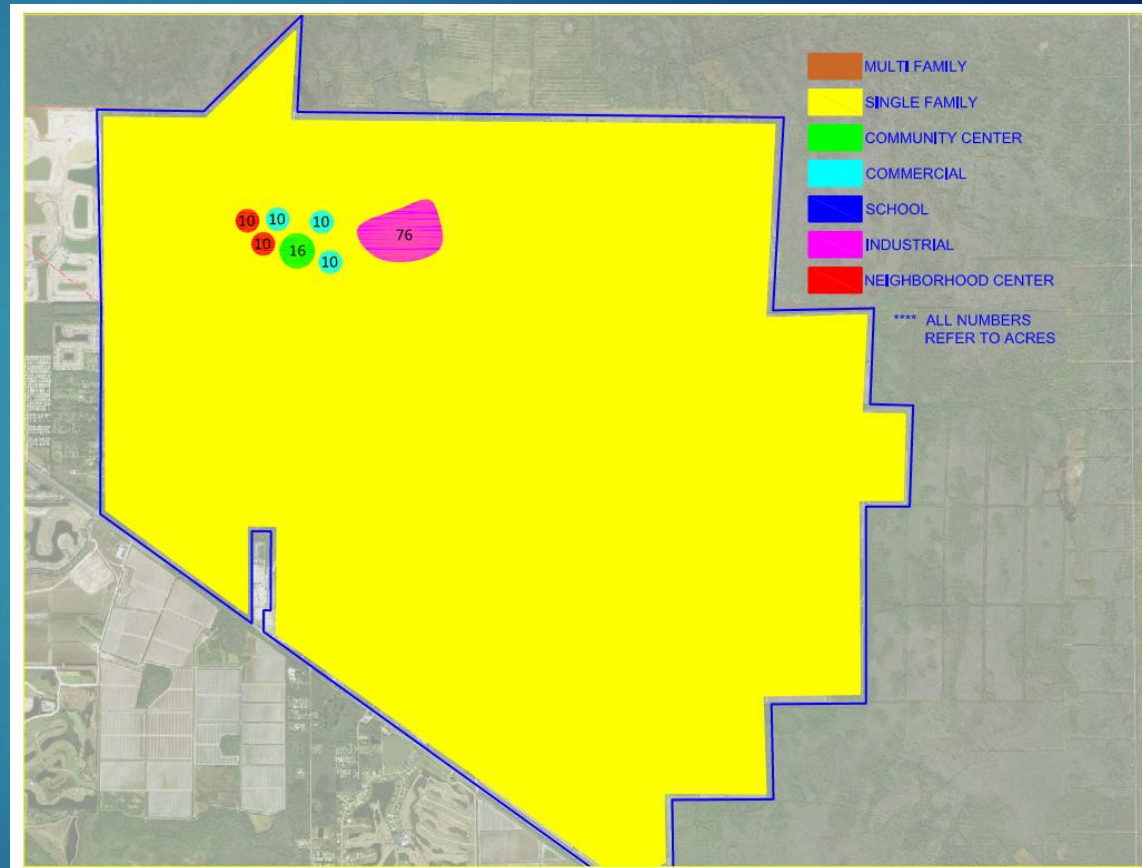 MULTI FAMILY
SINGLE FAMILY
COMMUNITY CENTER
COMMERCIAL
SCHOOL
INDUSTRIAL
NEIGHBORHOOD CENTER
**** ALL NUMBERS
REFER TO ACRES
10 10 10 76
10 16 10